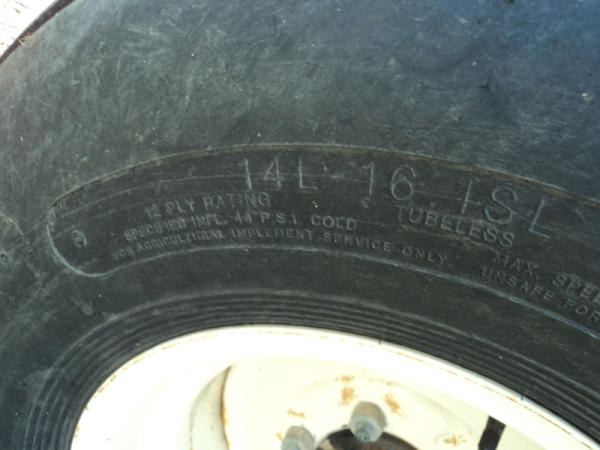 14L-16.1SL
12 PLY RATING TUBELESS
SPECIFIED INFL. 44 P.S.I. COLD MAX. SPEE
FOR AGRICULTURAL IMPLEMENT SERVICE ONLY. UNSAFE FOR